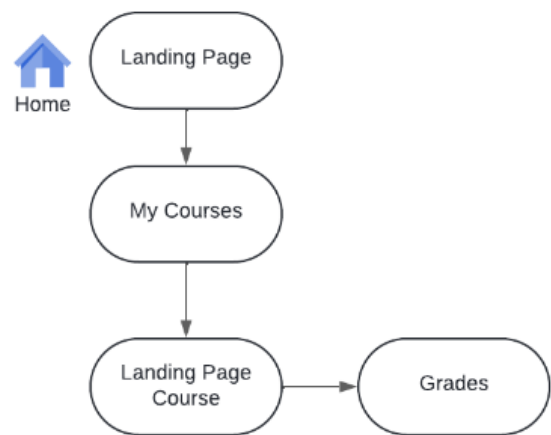 Landing Page
Home
My Courses
Landing Page
Course
Grades